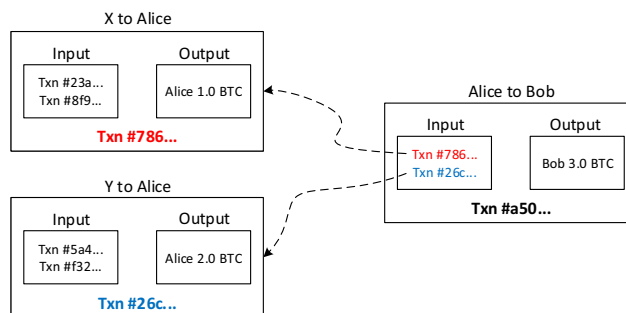 X to Alice
Input Output
Txn #23a...
Txn #8f9...
Alice 1.0 BTC
Txn #786...
Alice to Bob
Input Output
Txn #786...
Txn #26c...
Bob 3.0 BTC
Txn #a50...
Y to Alice
Input Output
Txn #5a4...
Txn #f32...
Alice 2.0 BTC
Txn #26c...